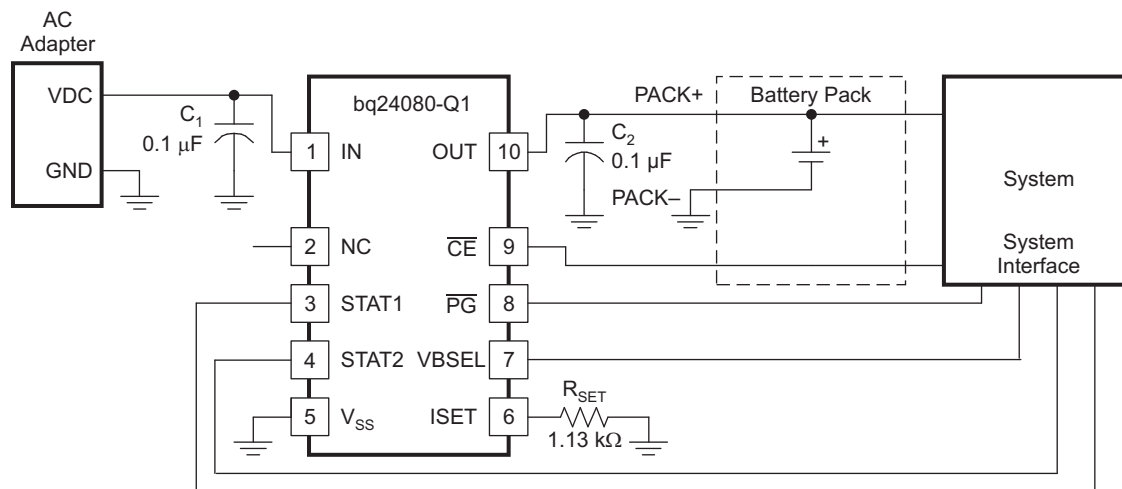 AC
Adapter
VDC
GND
C1
0.1 μF
bq24080-Q1
1 IN
OUT 10
2 NC
CE 9
3 STAT1
PG 8
4 STAT2
VBSEL 7
5 VSS
ISET 6
RSET
1.13 kΩ
C2
0.1 μF
PACK+
PACK–
Battery Pack
+
System
System
Interface